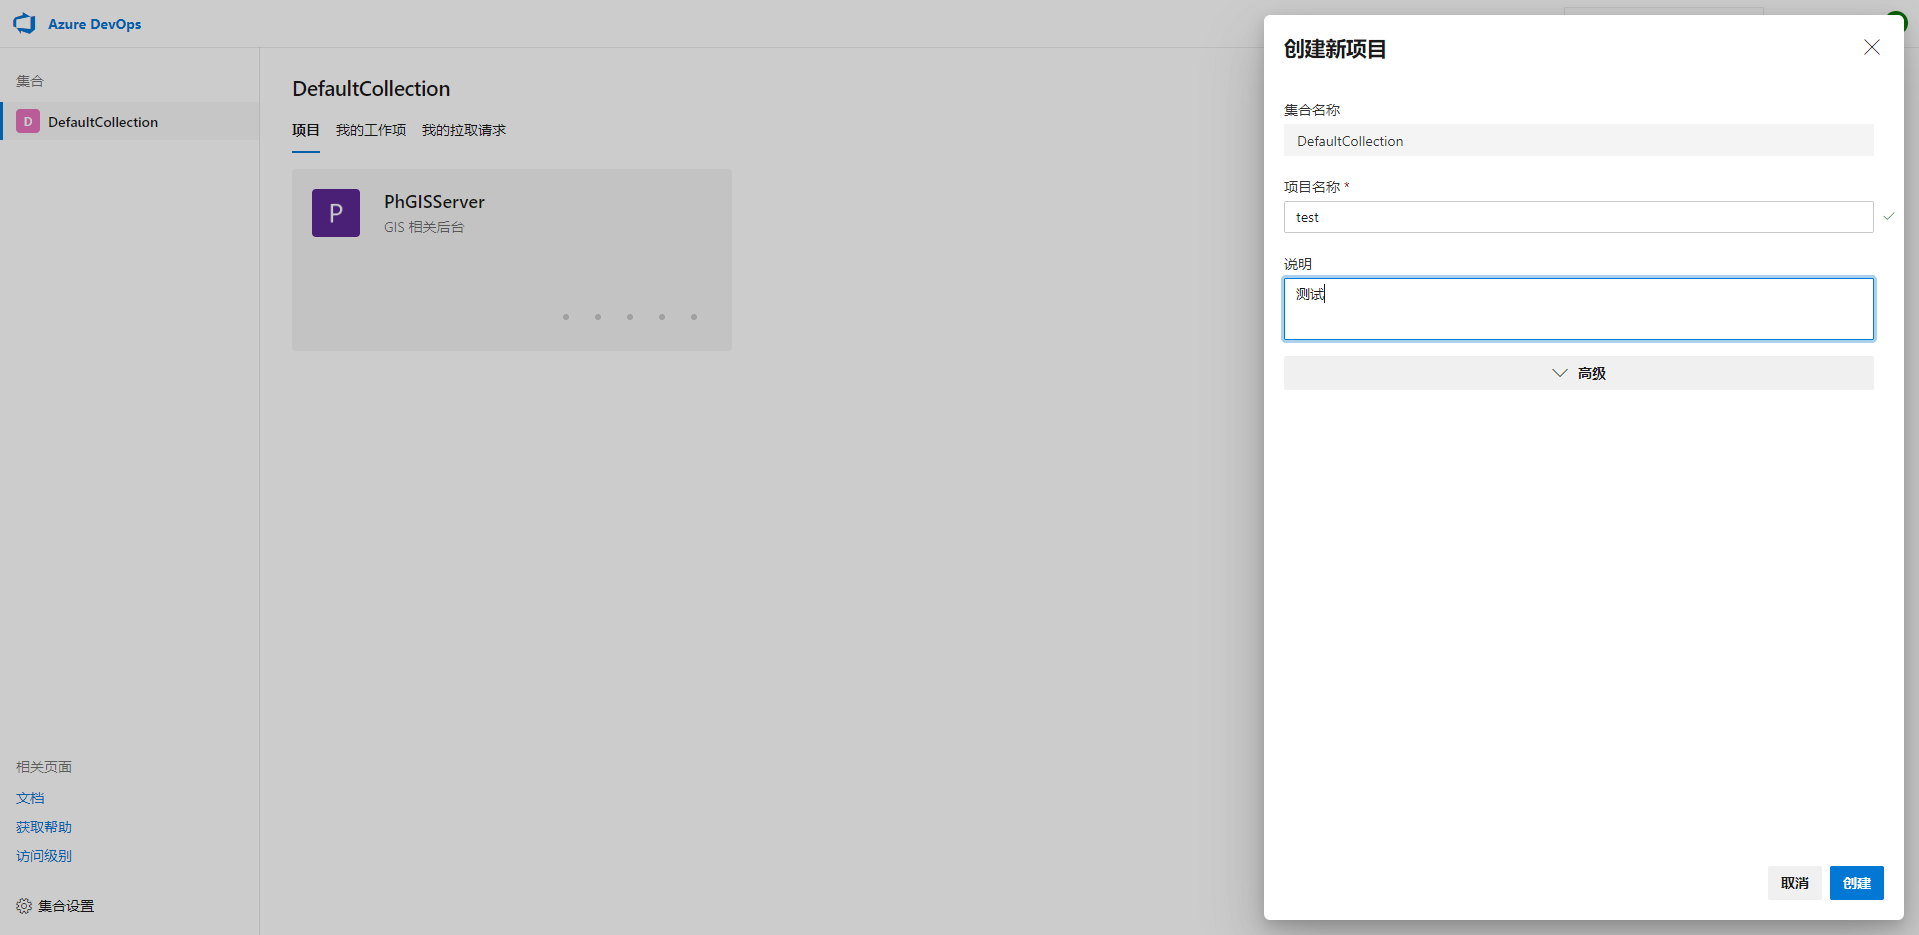 Azure DevOps
集合
D DefaultCollection
相关页面
文档
获取帮助
访问级别
集合设置
DefaultCollection
项目 我的工作项 我的拉取请求
P
PhGISServer
GIS 相关后台
创建新项目
集合名称
DefaultCollection
项目名称 *
test
说明
测试
高级
取消 创建